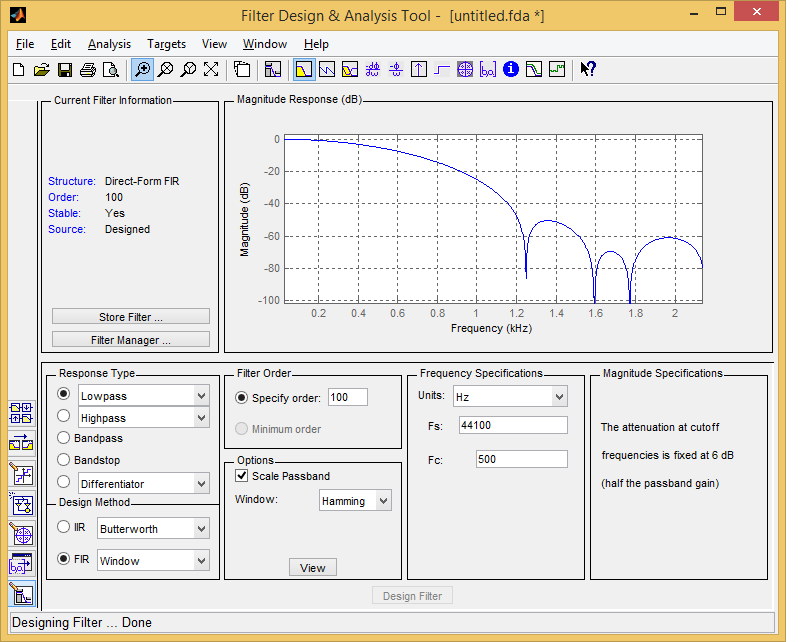 Filter Design & Analysis Tool - [untitled.fda *]
File Edit Analysis Targets View Window Help
Current Filter Information
Structure: Direct-Form FIR
Order: 100
Stable: Yes
Source: Designed
Store Filter ...
Filter Manager ...
Magnitude Response (dB)
Magnitude (dB)
0
-20
-40
-60
-80
-100
0.2 0.4 0.6 0.8 1 1.2 1.4 1.6 1.8 2
Frequency (kHz)
Response Type
Lowpass
Highpass
Bandpass
Bandstop
Differentiator
Design Method
IIR Butterworth
FIR Window
Filter Order
Specify order: 100
Minimum order
Options
Scale Passband
Window: Hamming
View
Frequency Specifications
Units: Hz
Fs: 44100
Fc: 500
Magnitude Specifications
The attenuation at cutoff
frequencies is fixed at 6 dB
(half the passband gain)
Design Filter
Designing Filter ... Done